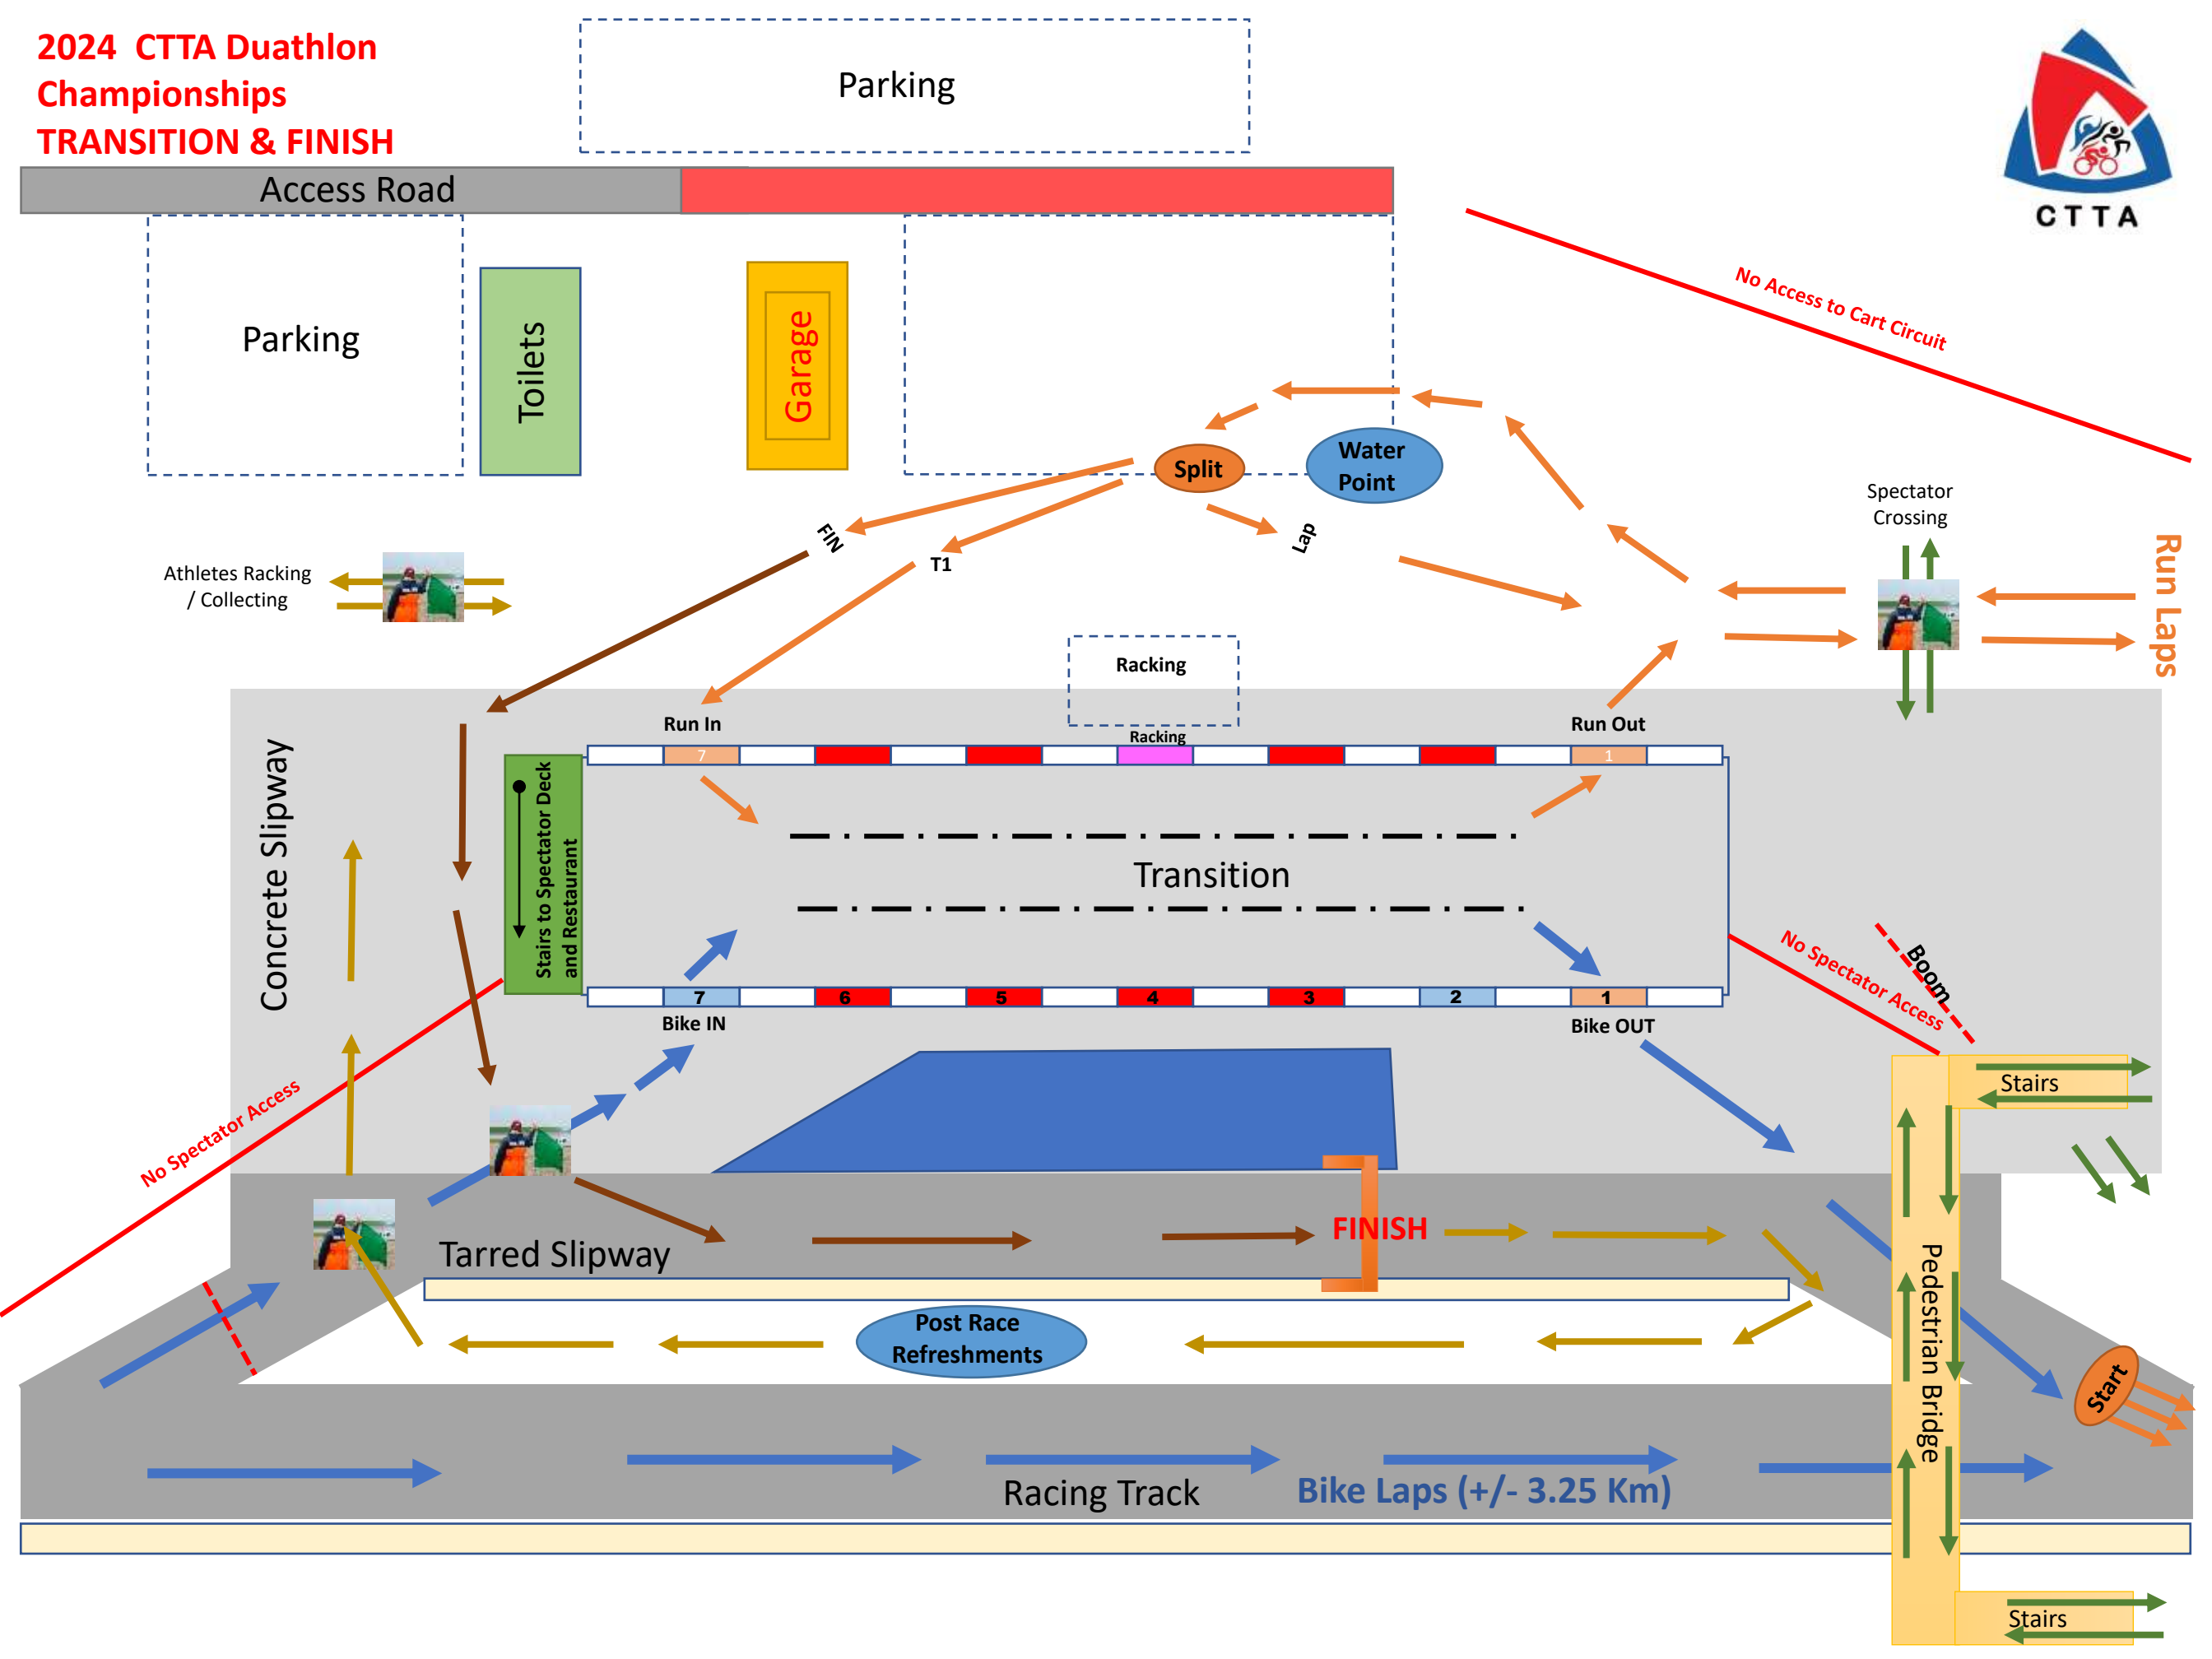 2024 CTTA Duathlon
Championships
TRANSITION & FINISH
Parking
CTTA
Access Road
No Access to Cart Circuit
Parking
Toilets
Garage
Water
Point
Split
Spectator
Crossing
FIN
Lap
T1
Run Laps
Athletes Racking
/ Collecting
Racking
Run In
Run Out
Racking
7
1
Concrete Slipway
Stairs to Spectator Deck
and Restaurant
Transition
No Spectator Access
Boom
7
6
5
4
3
2
1
Bike IN
Bike OUT
Stairs
No Spectator Access
FINISH
Tarred Slipway
Pedestrian Bridge
Post Race
Refreshments
Start
Racing Track
Bike Laps (+/- 3.25 Km)
Stairs